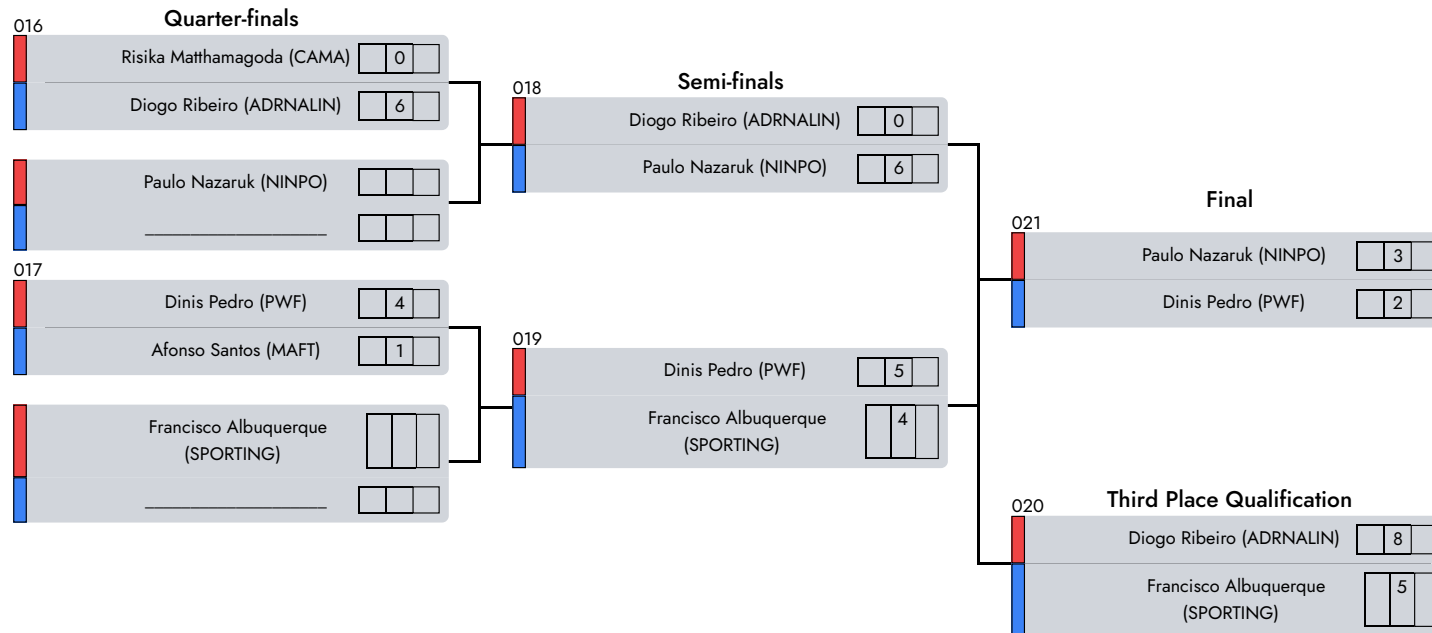 Quarter-finals
016
Risika Matthamagoda (CAMA) 0
Diogo Ribeiro (ADRNALIN) 6
Paulo Nazaruk (NINPO)
____________________
017
Dinis Pedro (PWF) 4
Afonso Santos (MAFT) 1
Francisco Albuquerque
(SPORTING)
____________________
Semi-finals
018
Diogo Ribeiro (ADRNALIN) 0
Paulo Nazaruk (NINPO) 6
019
Dinis Pedro (PWF) 5
Francisco Albuquerque 4
(SPORTING)
Final
021
Paulo Nazaruk (NINPO) 3
Dinis Pedro (PWF) 2
Third Place Qualification
020
Diogo Ribeiro (ADRNALIN) 8
Francisco Albuquerque 5
(SPORTING)